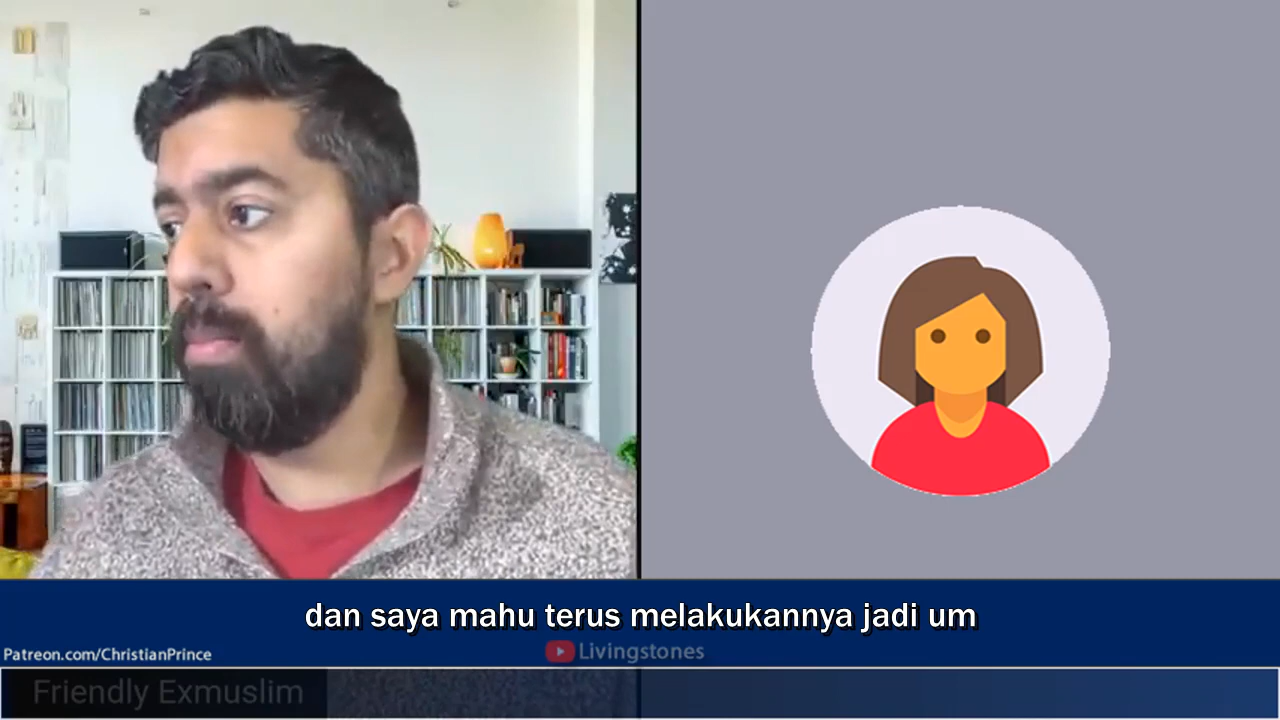 dan saya mahu terus melakukannya jadi um
Livingstones
Patreon.com/ChristianPrince
Friendly Exmuslim